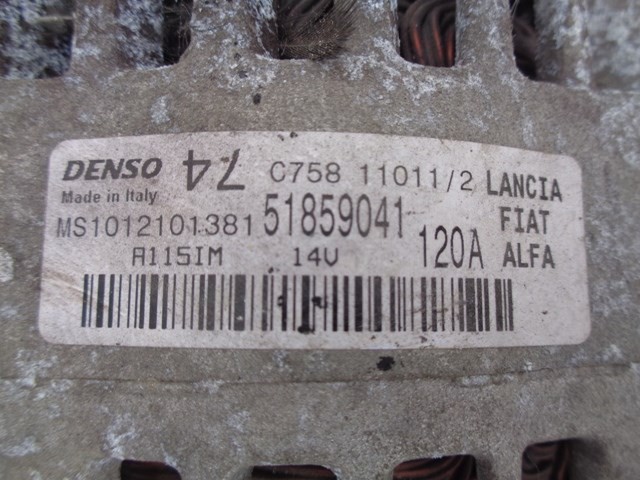 DENSO 74 C758 11011/2 LANCIA
Made in Italy FIAT
MS1012101381 51859041 120A ALFA
A115IM 14V